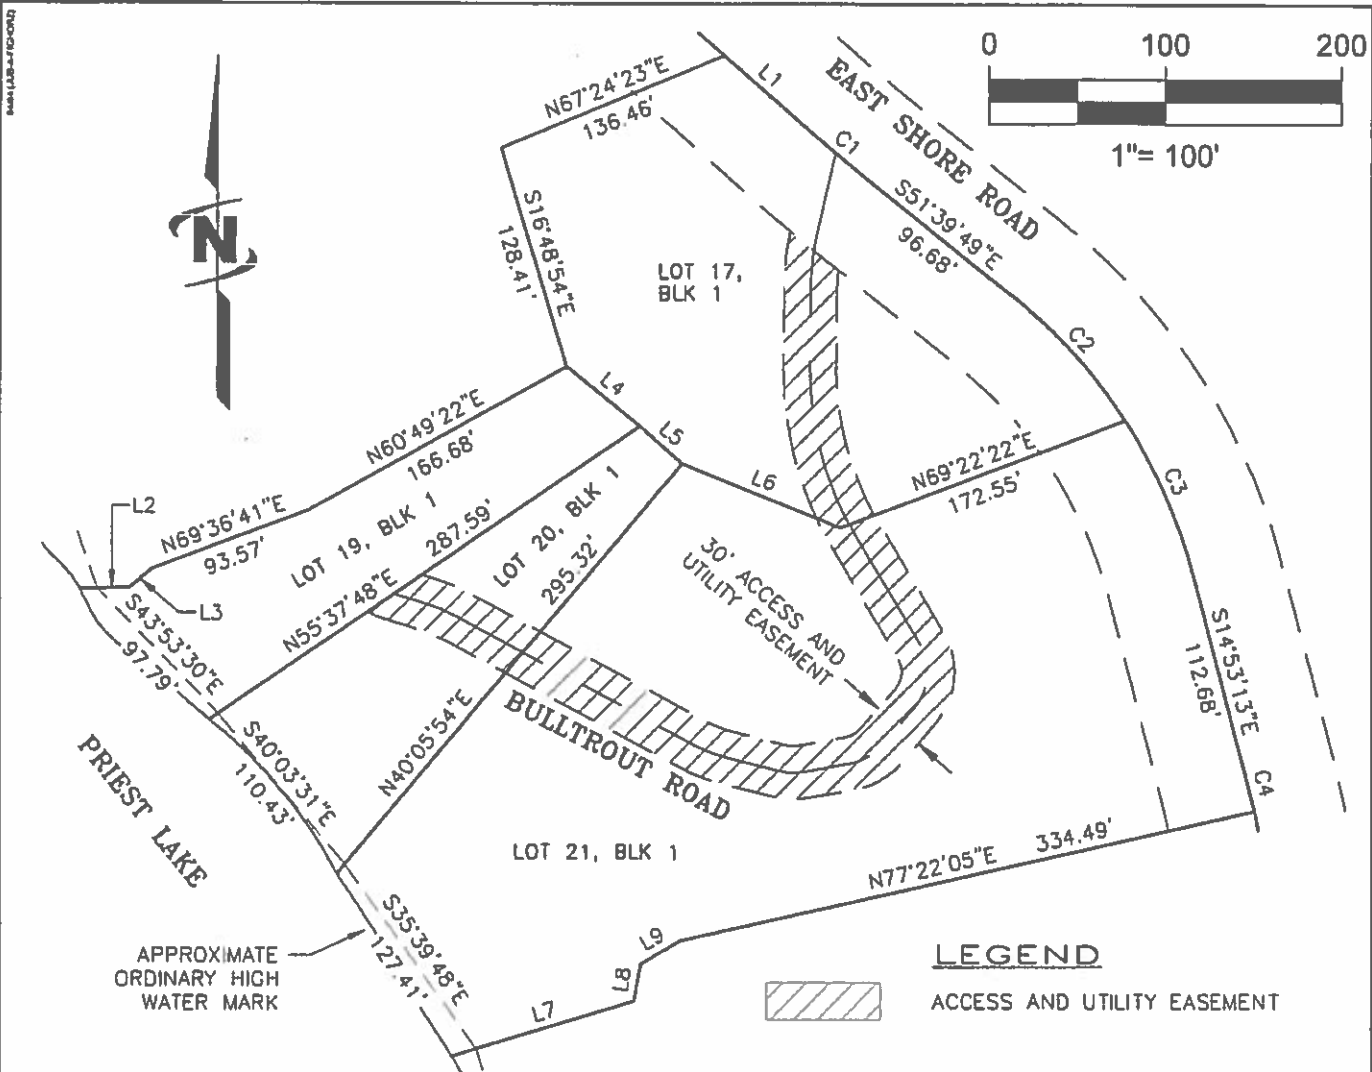 0 100 200
1"= 100'
N
EAST SHORE ROAD
L1
N67°24'23"E
136.46'
C1
S51°39'49"E
96.68'
S16°48'54"E
128.41'
LOT 17,
BLK 1
C2
L4
L5
L6
N60°49'22"E
166.68'
N69°22'22"E
172.55'
C3
L2
N69°36'41"E
93.57'
L3
LOT 19, BLK 1
287.59'
N55°37'48"E
LOT 20, BLK 1
295.32'
N40°05'54"E
30' ACCESS AND
UTILITY EASEMENT
S43°53'30"E
97.79'
S14°53'13"E
112.68'
S40°03'31"E
110.43'
BULLTROUT ROAD
PRIEST LAKE
C4
LOT 21, BLK 1
N77°22'05"E 334.49'
S35°39'48"E
127.41'
APPROXIMATE
ORDINARY HIGH
WATER MARK
L9
L8
L7
LEGEND
ACCESS AND UTILITY EASEMENT